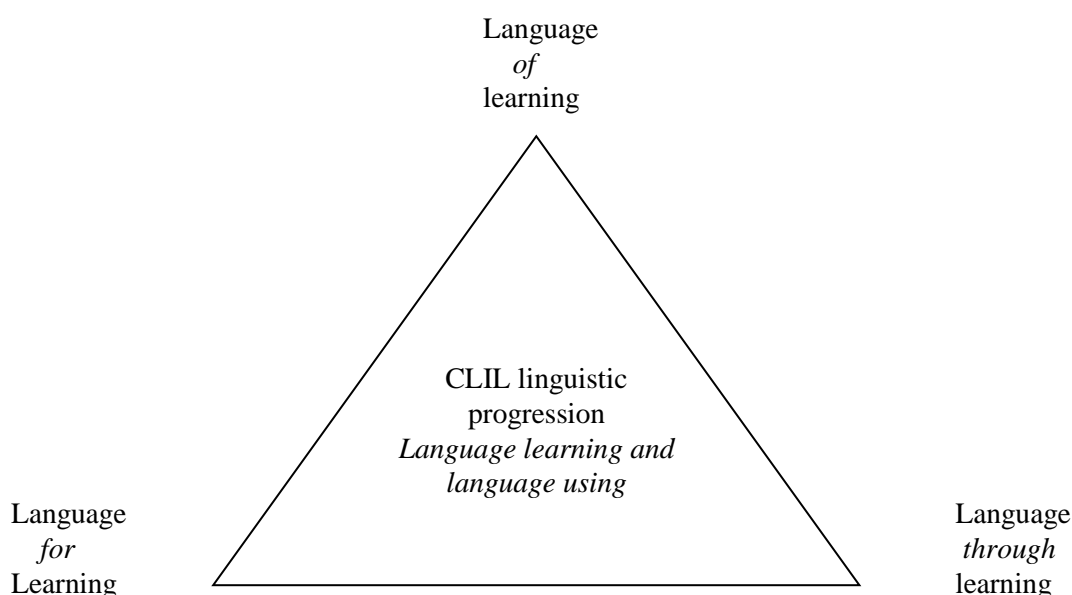 Language
of
learning
CLIL linguistic
progression
Language learning and
language using
Language
for
Learning
Language
through
learning